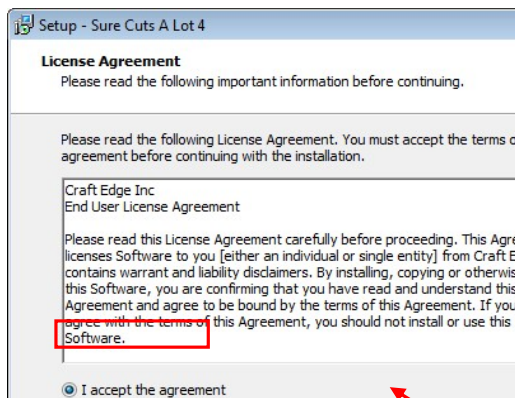 Setup - Sure Cuts A Lot 4
License Agreement
Please read the following important information before continuing.
Please read the following License Agreement. You must accept the terms
agreement before continuing with the installation.
Craft Edge Inc
End User License Agreement
Please read this License Agreement carefully before proceeding. This Agre
licenses Software to you [either an individual or single entity] from Craft E
contains warrant and liability disclaimers. By installing, copying or otherwis
this Software, you are confirming that you have read and understand this
Agreement and agree to be bound by the terms of this Agreement. If you
agree with the terms of this Agreement, you should not install or use this
Software.
I accept the agreement